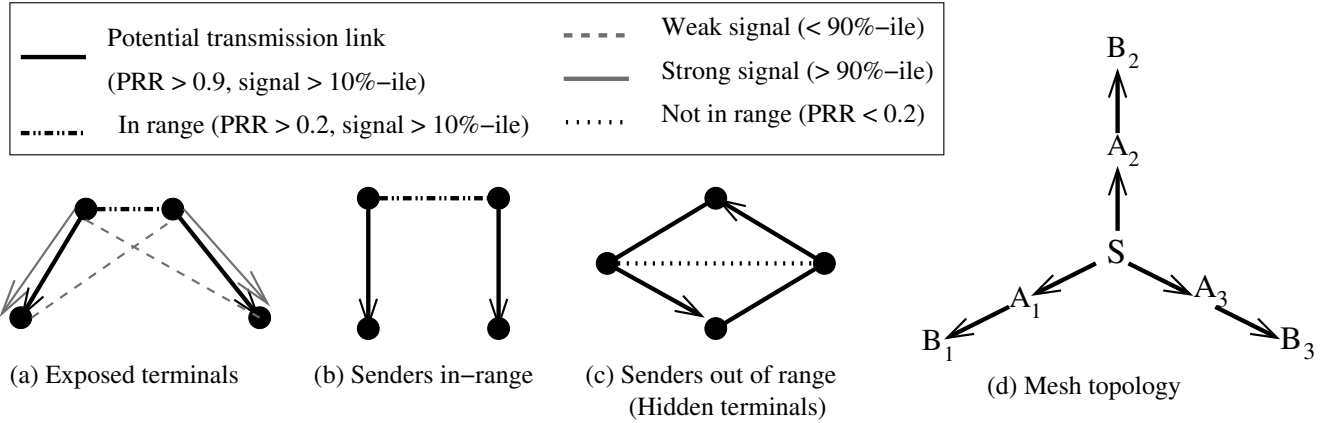 Potential transmission link
(PRR > 0.9, signal > 10%−ile)
In range (PRR > 0.2, signal > 10%−ile)
Weak signal (< 90%−ile)
Strong signal (> 90%−ile)
Not in range (PRR < 0.2)
(a) Exposed terminals
(b) Senders in−range
(c) Senders out of range
(Hidden terminals)
B2
A2
S
A1
A3
B1
B3
(d) Mesh topology